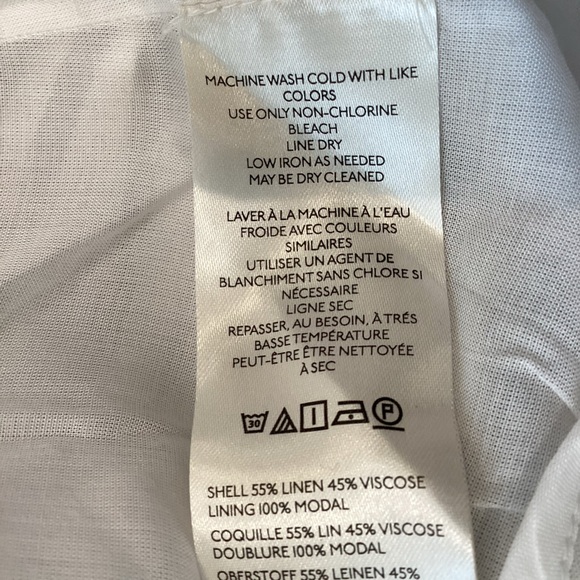 MACHINE WASH COLD WITH LIKE
COLORS
USE ONLY NON-CHLORINE
BLEACH
LINE DRY
LOW IRON AS NEEDED
MAY BE DRY CLEANED
LAVER À LA MACHINE À L'EAU
FROIDE AVEC COULEURS
SIMILAIRES
UTILISER UN AGENT DE
BLANCHIMENT SANS CHLORE SI
NÉCESSAIRE
LIGNE SEC
REPASSER, AU BESOIN, À TRÉS
BASSE TEMPÉRATURE
PEUT-ÊTRE ÊTRE NETTOYÉE
À SEC
30 P
SHELL 55% LINEN 45% VISCOSE
LINING 100% MODAL
COQUILLE 55% LIN 45% VISCOSE
DOUBLURE 100% MODAL
OBERSTOFF 55% LEINEN 45%